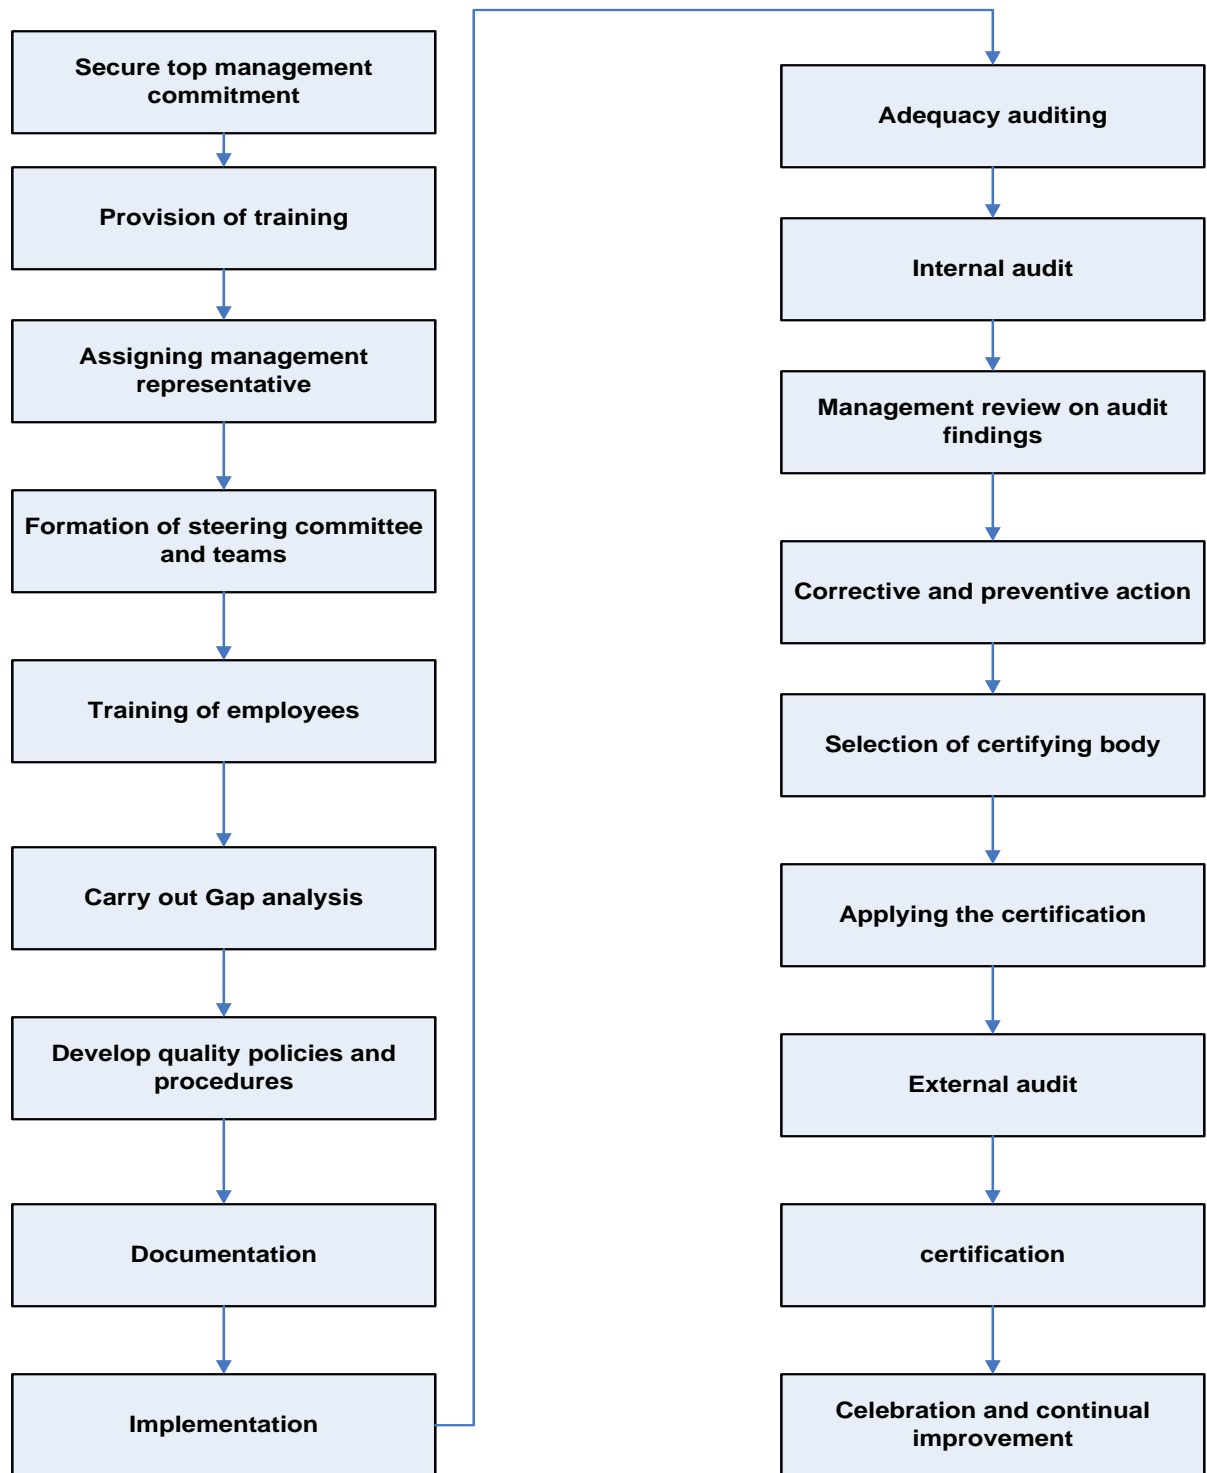 Secure top management
commitment
Provision of training
Assigning management
representative
Formation of steering committee
and teams
Training of employees
Carry out Gap analysis
Develop quality policies and
procedures
Documentation
Implementation
Adequacy auditing
Internal audit
Management review on audit
findings
Corrective and preventive action
Selection of certifying body
Applying the certification
External audit
certification
Celebration and continual
improvement